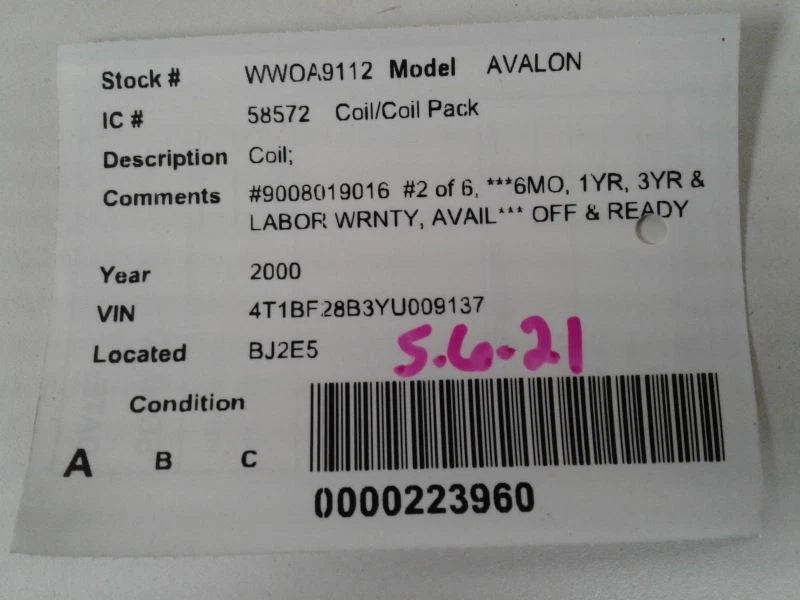 Stock # WWOA9112 Model AVALON
IC # 58572 Coil/Coil Pack
Description Coil;
Comments #9008019016 #2 of 6, ***6MO, 1YR, 3YR &
LABOR WRNTY, AVAIL*** OFF & READY
Year 2000
VIN 4T1BF28B3YU009137
Located BJ2E5
5.6.21
Condition
A B C
0000223960